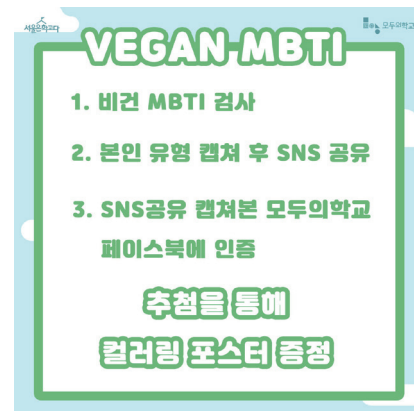 서울은학교다
모두의학교
VEGAN MBTI
1. 비건 MBTI 검사
2. 본인 유형 캡쳐 후 SNS 공유
3. SNS공유 캡쳐본 모두의학교
페이스북에 인증
추첨을 통해
컬러링 포스터 증정